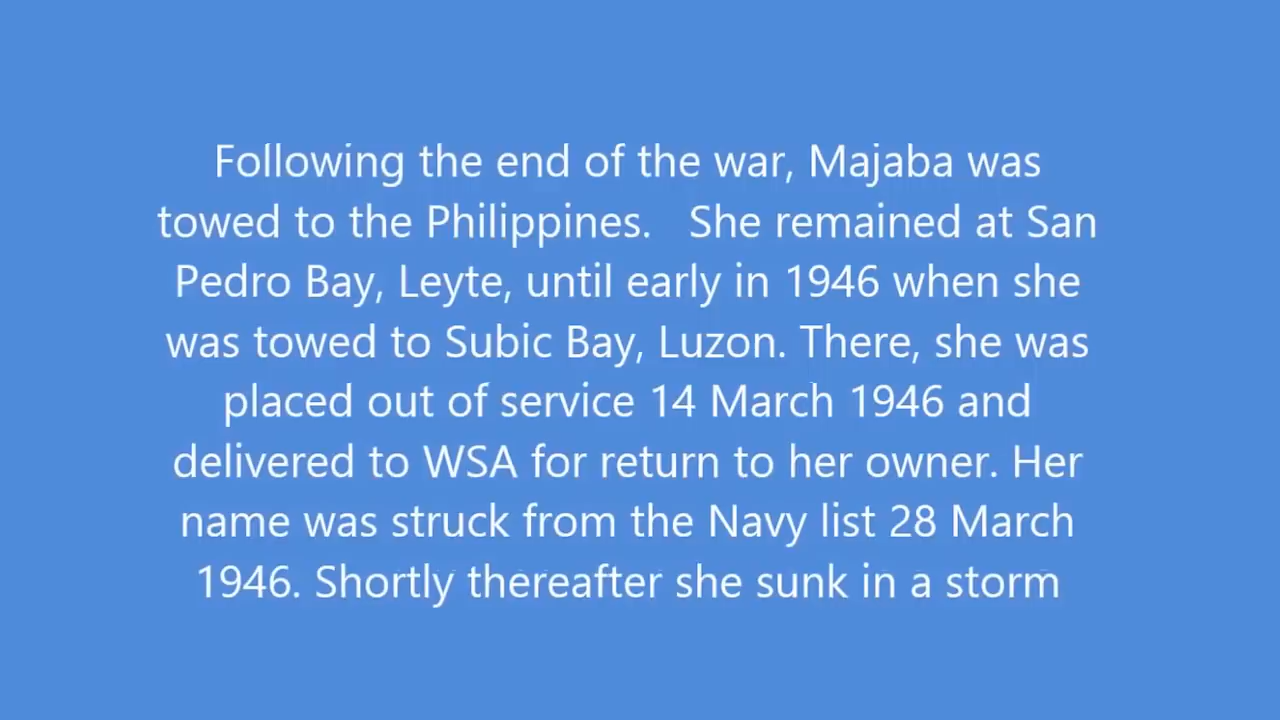 Following the end of the war, Majaba was
towed to the Philippines.   She remained at San
Pedro Bay, Leyte, until early in 1946 when she
was towed to Subic Bay, Luzon. There, she was
placed out of service 14 March 1946 and
delivered to WSA for return to her owner. Her
name was struck from the Navy list 28 March
1946. Shortly thereafter she sunk in a storm